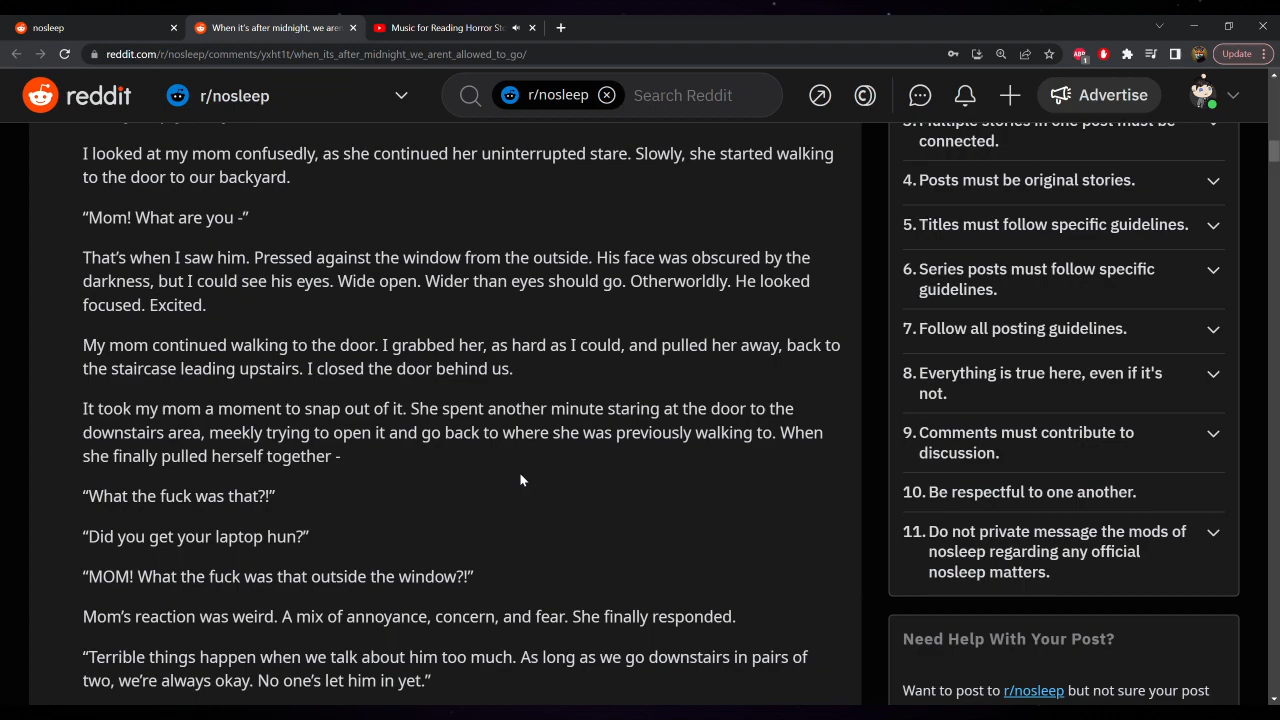 nosleep
When it's after midnight, we aren
Music for Reading Horror Sto
reddit.com/r/nosleep/comments/yxht1t/when_its_after_midnight_we_arent_allowed_to_go/
ABP
1
Update
reddit
r/nosleep
r/nosleep
Search Reddit
Advertise
I looked at my mom confusedly, as she continued her uninterrupted stare. Slowly, she started walking
to the door to our backyard.
“Mom! What are you -”
That’s when I saw him. Pressed against the window from the outside. His face was obscured by the
darkness, but I could see his eyes. Wide open. Wider than eyes should go. Otherworldly. He looked
focused. Excited.
My mom continued walking to the door. I grabbed her, as hard as I could, and pulled her away, back to
the staircase leading upstairs. I closed the door behind us.
It took my mom a moment to snap out of it. She spent another minute staring at the door to the
downstairs area, meekly trying to open it and go back to where she was previously walking to. When
she finally pulled herself together -
“What the fuck was that?!”
“Did you get your laptop hun?”
“MOM! What the fuck was that outside the window?!”
Mom’s reaction was weird. A mix of annoyance, concern, and fear. She finally responded.
“Terrible things happen when we talk about him too much. As long as we go downstairs in pairs of
two, we’re always okay. No one’s let him in yet.”
3. Multiple stories in one post must be
connected.
4. Posts must be original stories.
5. Titles must follow specific guidelines.
6. Series posts must follow specific
guidelines.
7. Follow all posting guidelines.
8. Everything is true here, even if it's
not.
9. Comments must contribute to
discussion.
10. Be respectful to one another.
11. Do not private message the mods of
nosleep regarding any official
nosleep matters.
Need Help With Your Post?
Want to post to r/nosleep but not sure your post